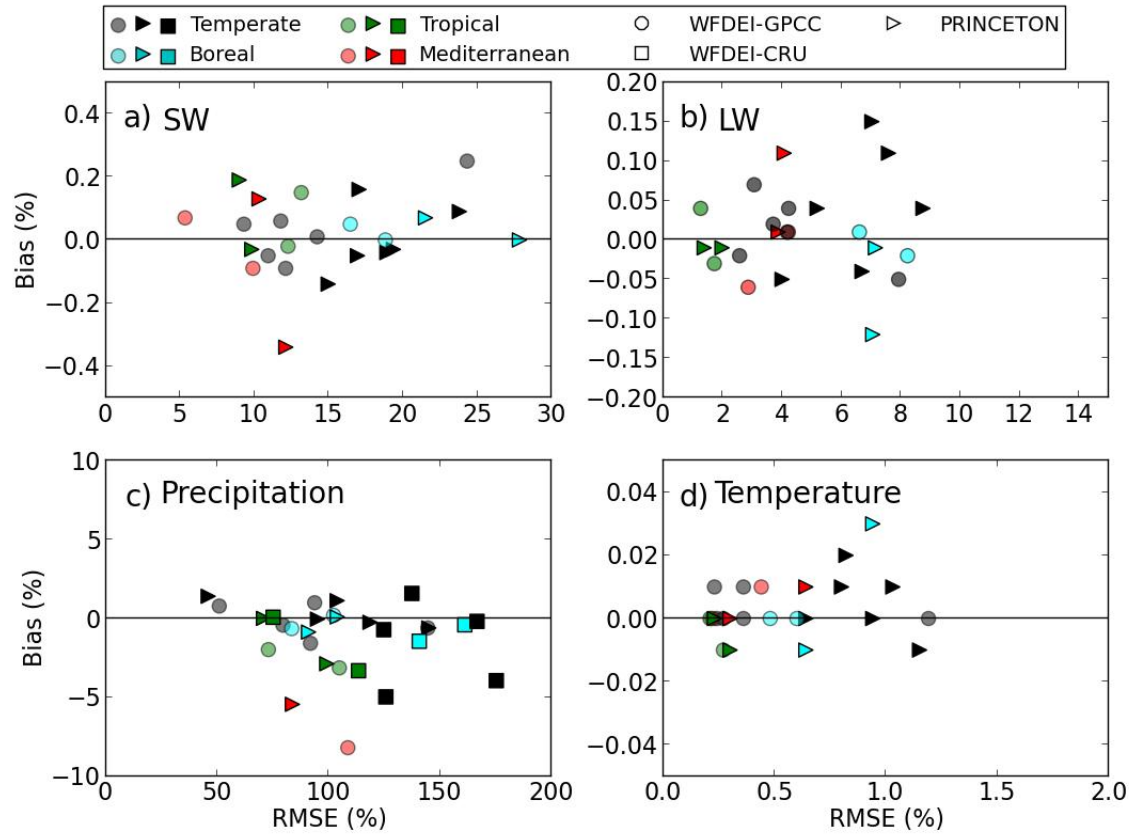 Temperate Tropical WFDEI-GPCC PRINCETON
Boreal Mediterranean WFDEI-CRU
a) SW
Bias (%)
0.4
0.2
0.0
−0.2
−0.4
0 5 10 15 20 25 30
b) LW
0.20
0.15
0.10
0.05
0.00
−0.05
−0.10
−0.15
−0.20
0 2 4 6 8 10 12 14
c) Precipitation
Bias (%)
10
5
0
−5
−10
0 50 100 150 200
RMSE (%)
d) Temperature
0.04
0.02
0.00
−0.02
−0.04
0.0 0.5 1.0 1.5 2.0
RMSE (%)